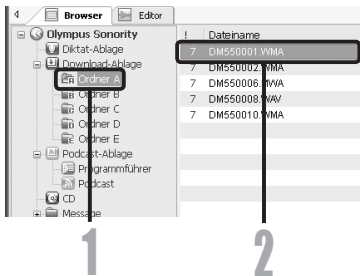 Browser Editor
Olympus Sonority
Diktat-Ablage
Download-Ablage
Ordner A
Ordner B
Ordner C
Ordner D
Ordner E
Podcast-Ablage
Programmführer
Podcast
CD
Message
! Dateiname
7 DM550001.WMA
7 DM550002.WMA
7 DM550006.WMA
7 DM550008.WAV
7 DM550010.WMA
1 2